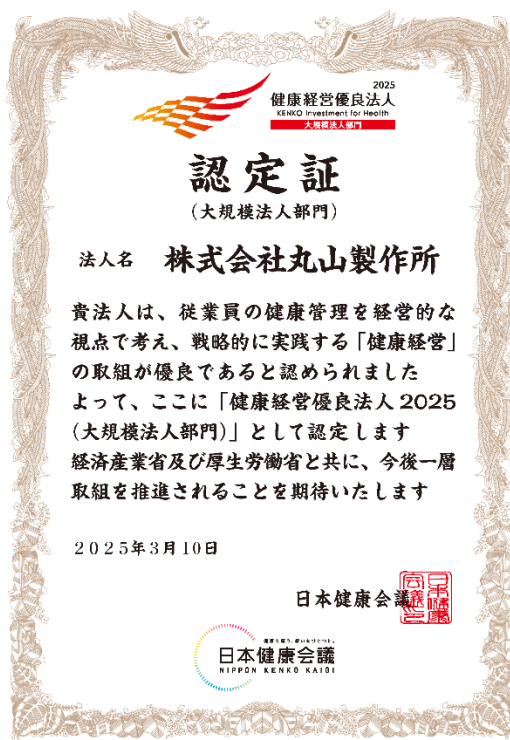 2025
健康経営優良法人
KENKO Investment for Health
大規模法人部門
認定証
(大規模法人部門)
法人名 株式会社丸山製作所
貴法人は、従業員の健康管理を経営的な
視点で考え、戦略的に実践する「健康経営」
の取組が優良であると認められました
よって、ここに「健康経営優良法人2025
(大規模法人部門)」として認定します
経済産業省及び厚生労働省と共に、今後一層
取組を推進されることを期待いたします
2025年3月10日
日本健康会議
日本健康会議
NIPPON KENKO KAIGI